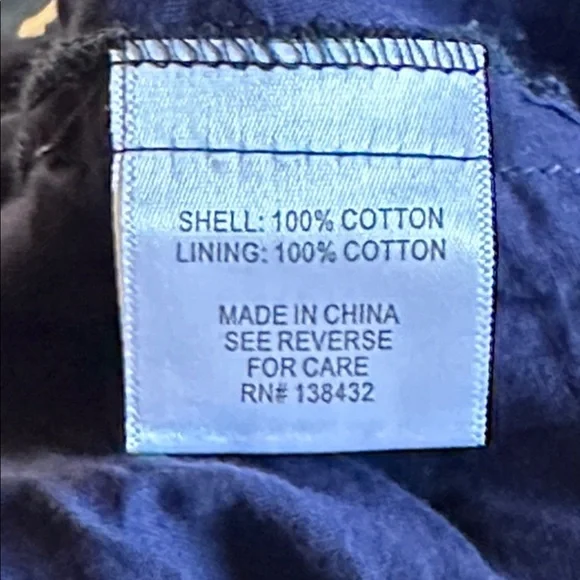 SHELL: 100% COTTON
LINING: 100% COTTON
MADE IN CHINA
SEE REVERSE
FOR CARE
RN# 138432